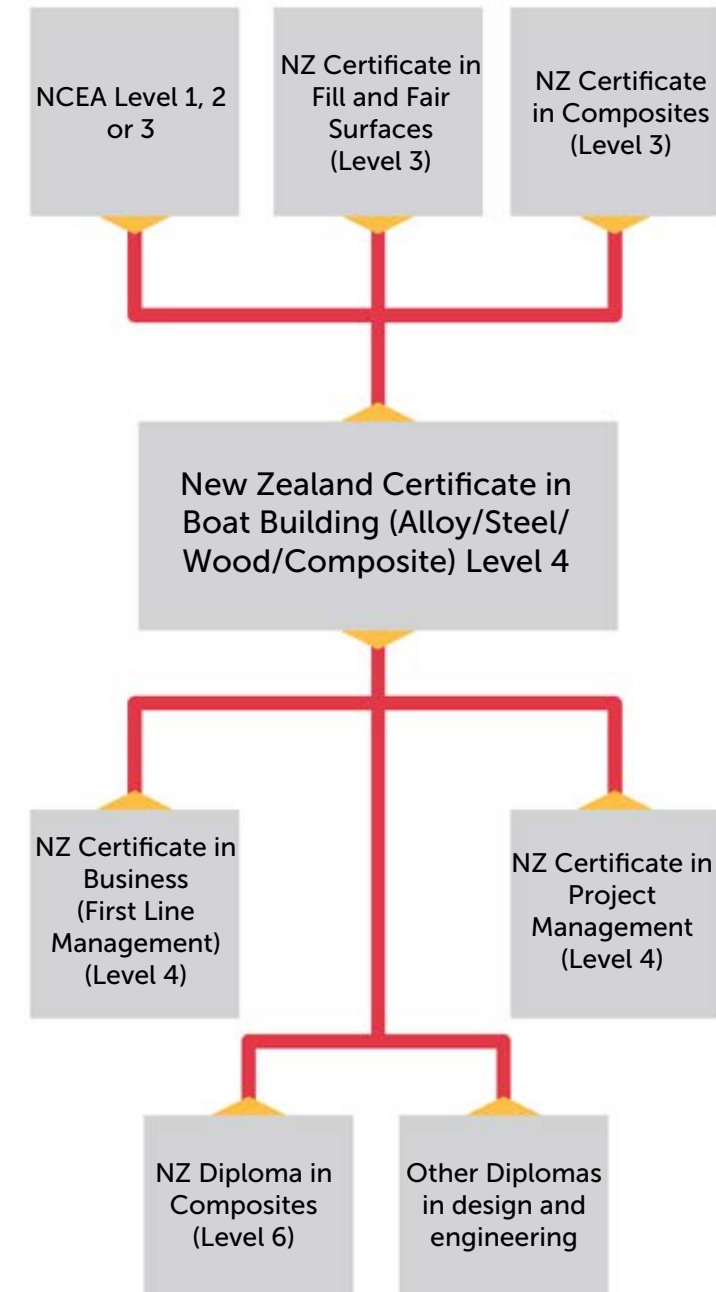 NCEA Level 1, 2
or 3
NZ Certificate in
Fill and Fair
Surfaces
(Level 3)
NZ Certificate
in Composites
(Level 3)
New Zealand Certificate in
Boat Building (Alloy/Steel/
Wood/Composite) Level 4
NZ Certificate in
Business
(First Line
Management)
(Level 4)
NZ Certificate in
Project
Management
(Level 4)
NZ Diploma in
Composites
(Level 6)
Other Diplomas
in design and
engineering